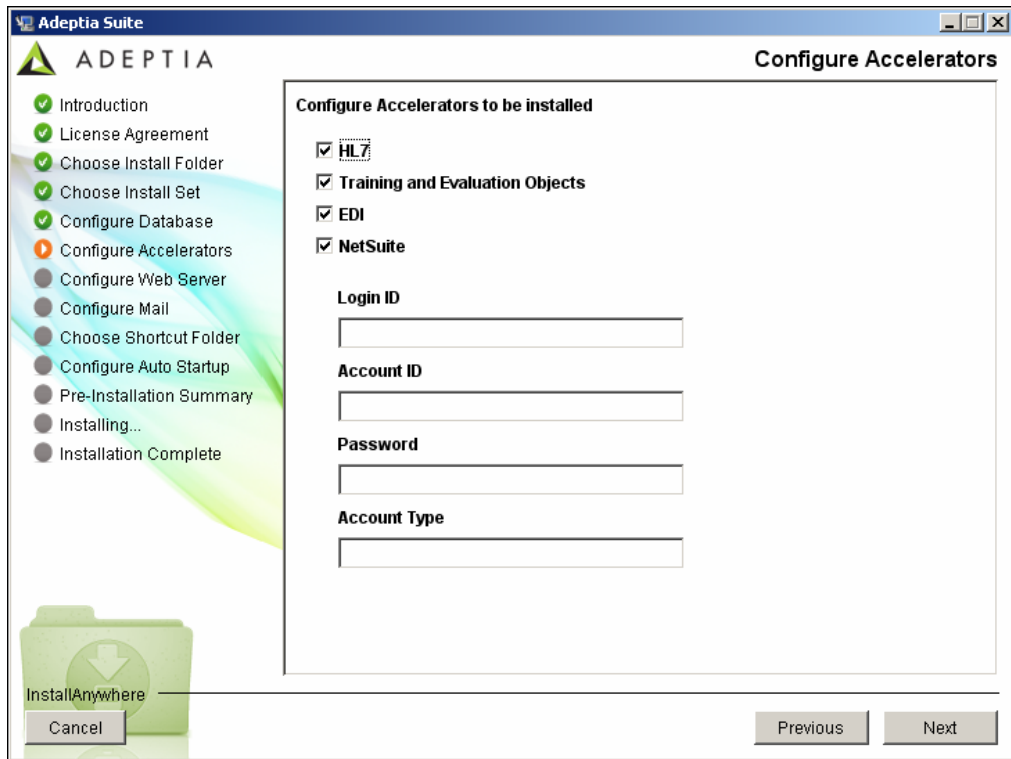 Adeptia Suite
ADEPTIA
Configure Accelerators
Introduction
License Agreement
Choose Install Folder
Choose Install Set
Configure Database
Configure Accelerators
Configure Web Server
Configure Mail
Choose Shortcut Folder
Configure Auto Startup
Pre-Installation Summary
Installing...
Installation Complete
Configure Accelerators to be installed
HL7
Training and Evaluation Objects
EDI
NetSuite
Login ID
Account ID
Password
Account Type
InstallAnywhere
Cancel
Previous
Next